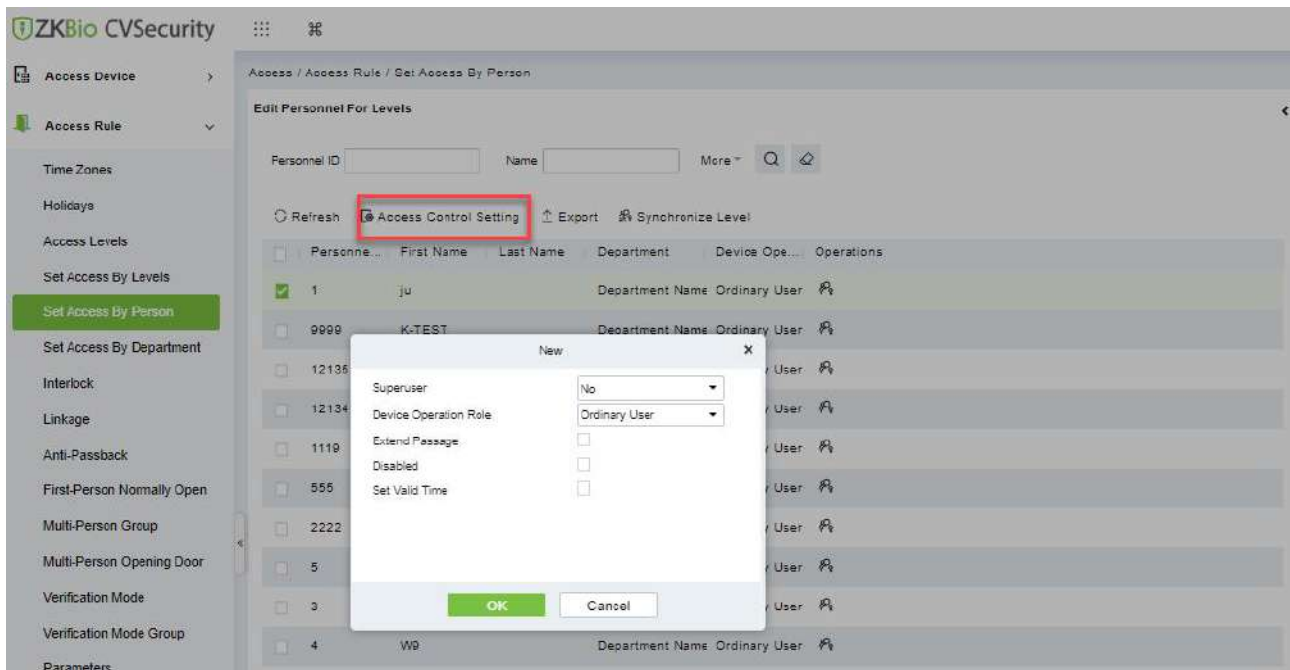 ZKBio CVSecurity
Access Device
Access Rule
Time Zones
Holidays
Access Levels
Set Access By Levels
Set Access By Person
Set Access By Department
Interlock
Linkage
Anti-Passback
First-Person Normally Open
Multi-Person Group
Multi-Person Opening Door
Verification Mode
Verification Mode Group
Parameters
Access / Access Rule / Set Access By Person
Edit Personnel For Levels
Personnel ID Name More
Refresh Access Control Setting Export Synchronize Level
Personne... First Name Last Name Department Device Ope... Operations
1 ju Department Name Ordinary User
9999 K-TEST Department Name Ordinary User
12135 User
12134 User
1119 User
555 User
2222 User
5 User
3 User
4 W9 Department Name Ordinary User
New
Superuser No
Device Operation Role Ordinary User
Extend Passage
Disabled
Set Valid Time
OK Cancel